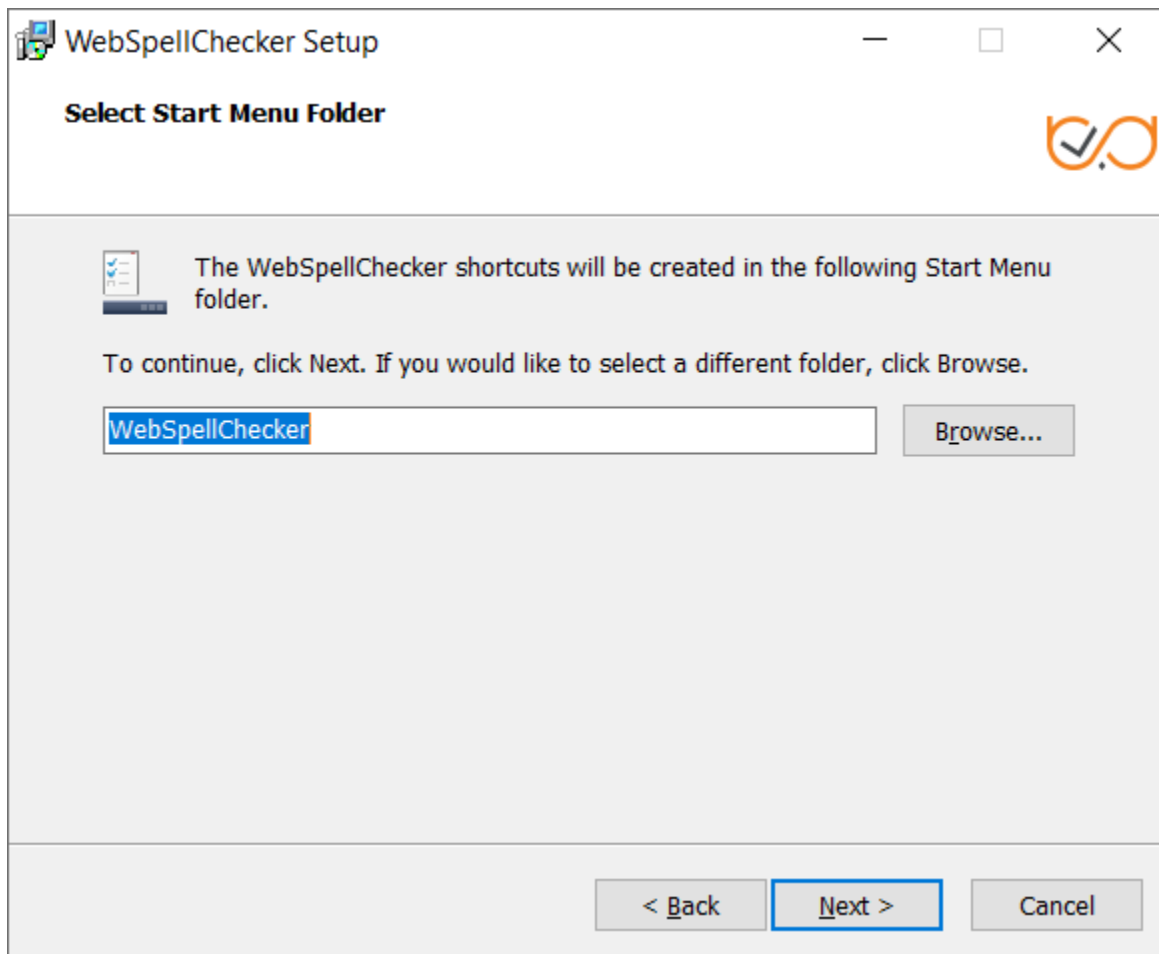 WebSpellChecker Setup
Select Start Menu Folder
The WebSpellChecker shortcuts will be created in the following Start Menu
folder.
To continue, click Next. If you would like to select a different folder, click Browse.
WebSpellChecker
Browse...
< Back
Next >
Cancel